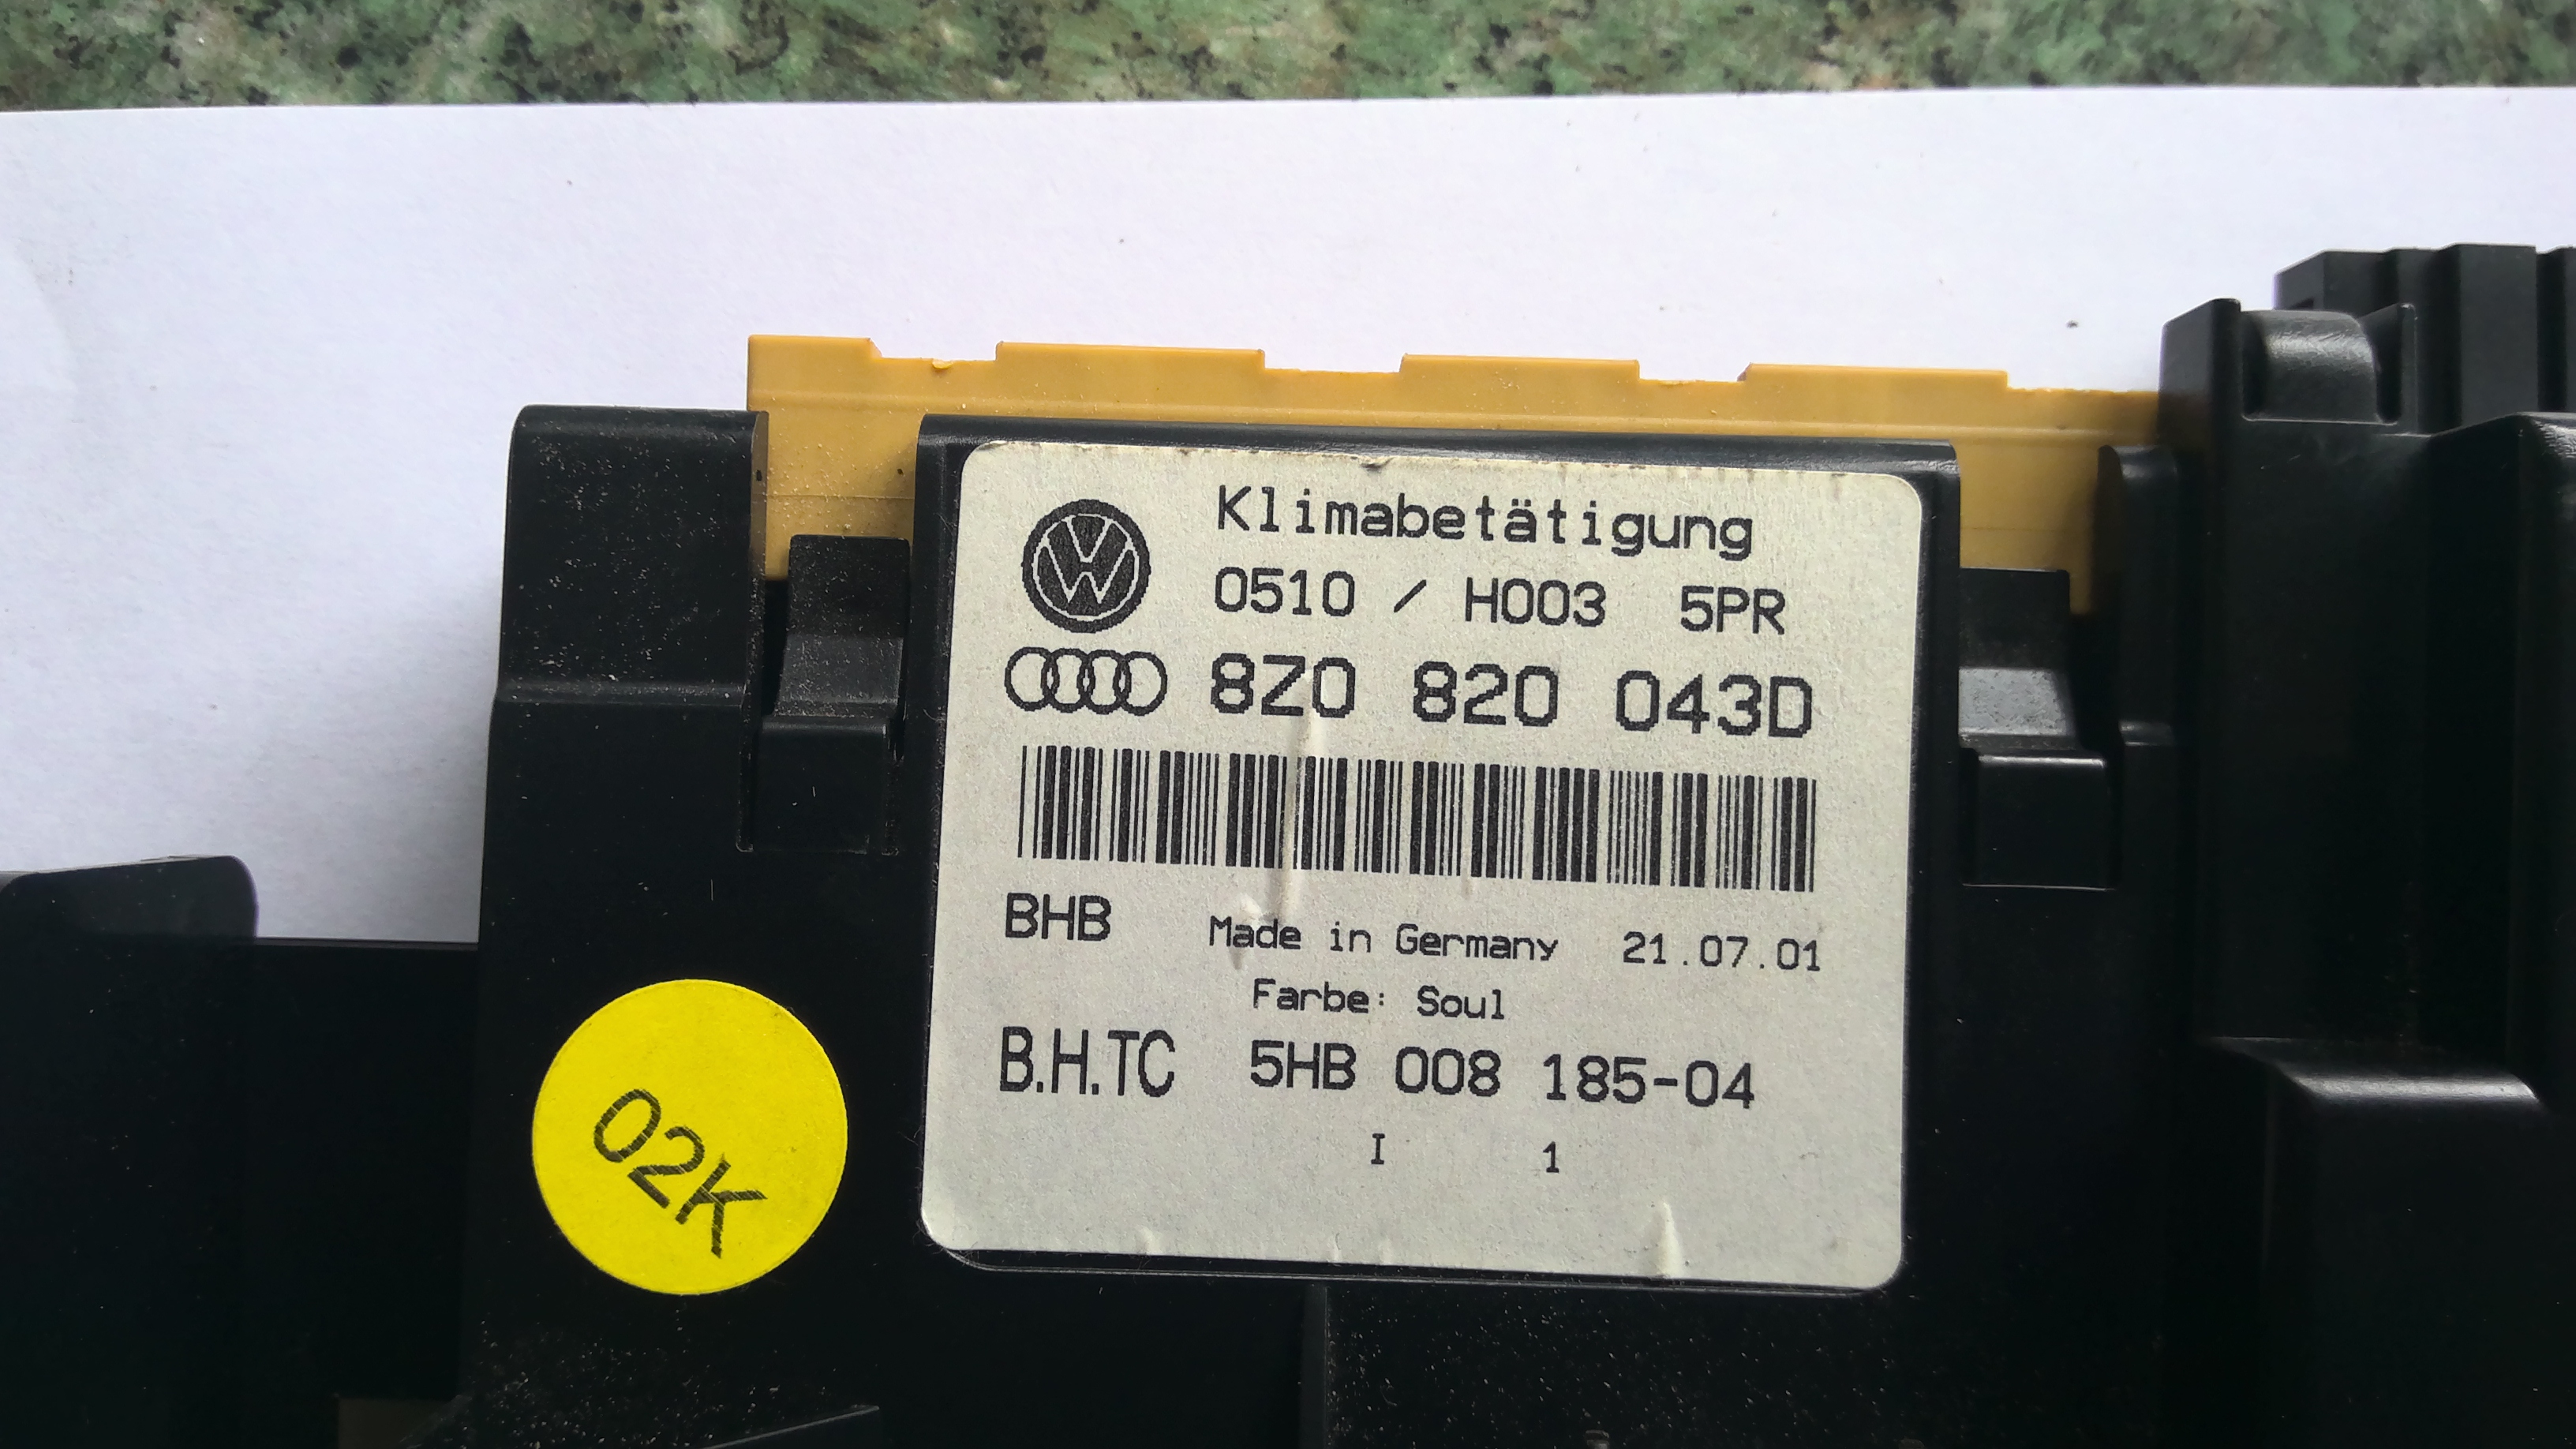 Klimabetätigung
0510 / H003 5PR
8Z0 820 043D
BHB Made in Germany 21.07.01
Farbe: Soul
B.H.TC 5HB 008 185-04
I 1
02K